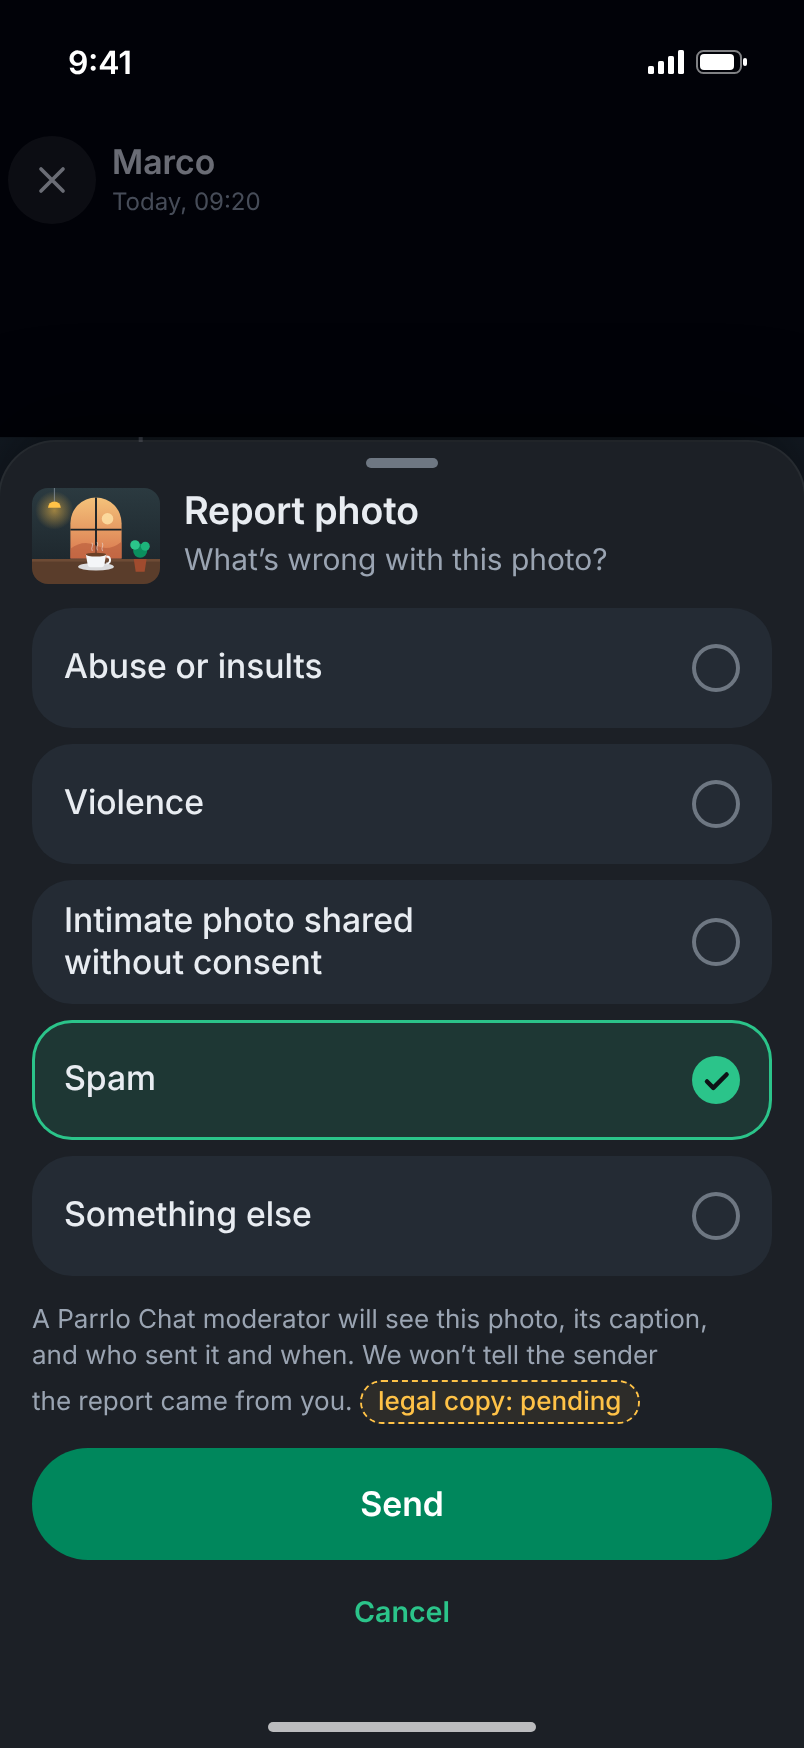 9:41
Marco
Today, 09:20
Report photo
What’s wrong with this photo?
Abuse or insults
Violence
Intimate photo shared
without consent
Spam
Something else
A Parrlo Chat moderator will see this photo, its caption,
and who sent it and when. We won’t tell the sender
the report came from you. legal copy: pending
Send
Cancel